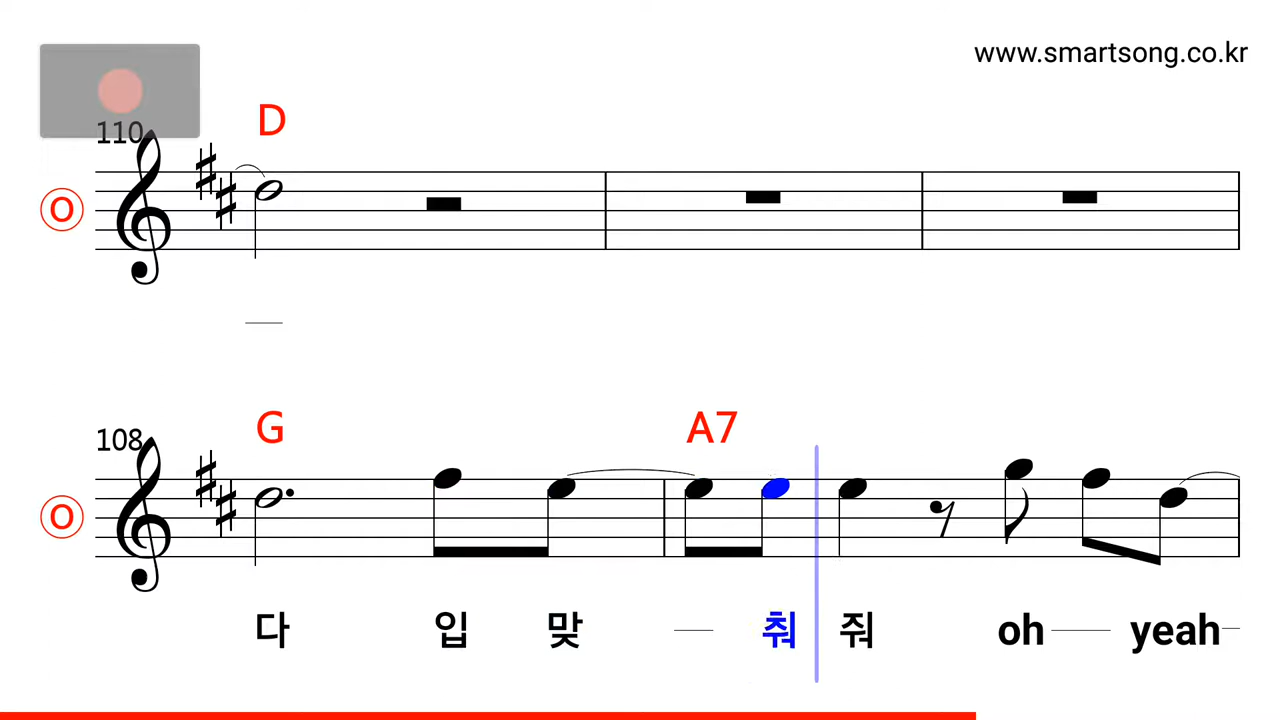 www.smartsong.co.kr
110
D
O
108
G A7
O
다 입 맞 춰 줘 oh yeah